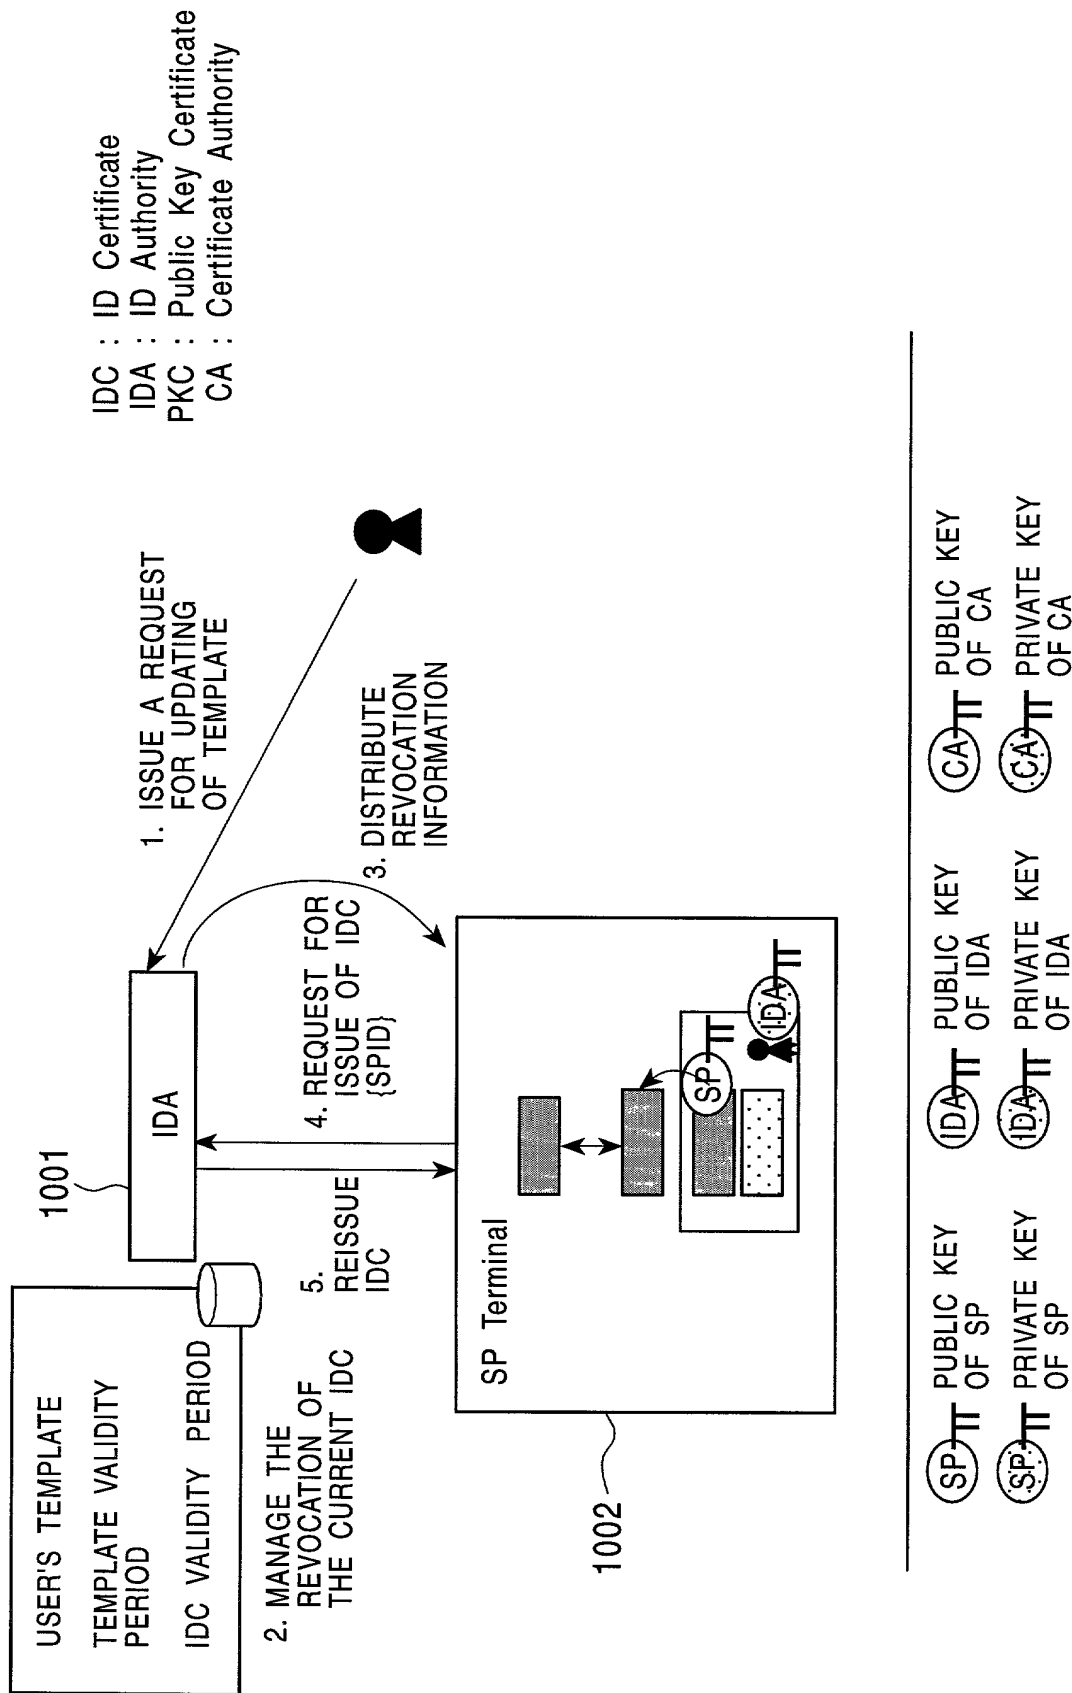 IDC : ID Certificate
IDA : ID Authority
PKC : Public Key Certificate
CA : Certificate Authority
1. ISSUE A REQUEST
FOR UPDATING
OF TEMPLATE
1001
IDA
USER'S TEMPLATE
TEMPLATE VALIDITY
PERIOD
IDC VALIDITY PERIOD
2. MANAGE THE
REVOCATION OF
THE CURRENT IDC
5.
REISSUE
IDC
4. REQUEST FOR
ISSUE OF IDC
{SPID}
3. DISTRIBUTE
REVOCATION
INFORMATION
SP Terminal
SP
IDA
1002
SP
PUBLIC KEY
OF SP
IDA
PUBLIC KEY
OF IDA
CA
PUBLIC KEY
OF CA
SP
PRIVATE KEY
OF SP
IDA
PRIVATE KEY
OF IDA
CA
PRIVATE KEY
OF CA